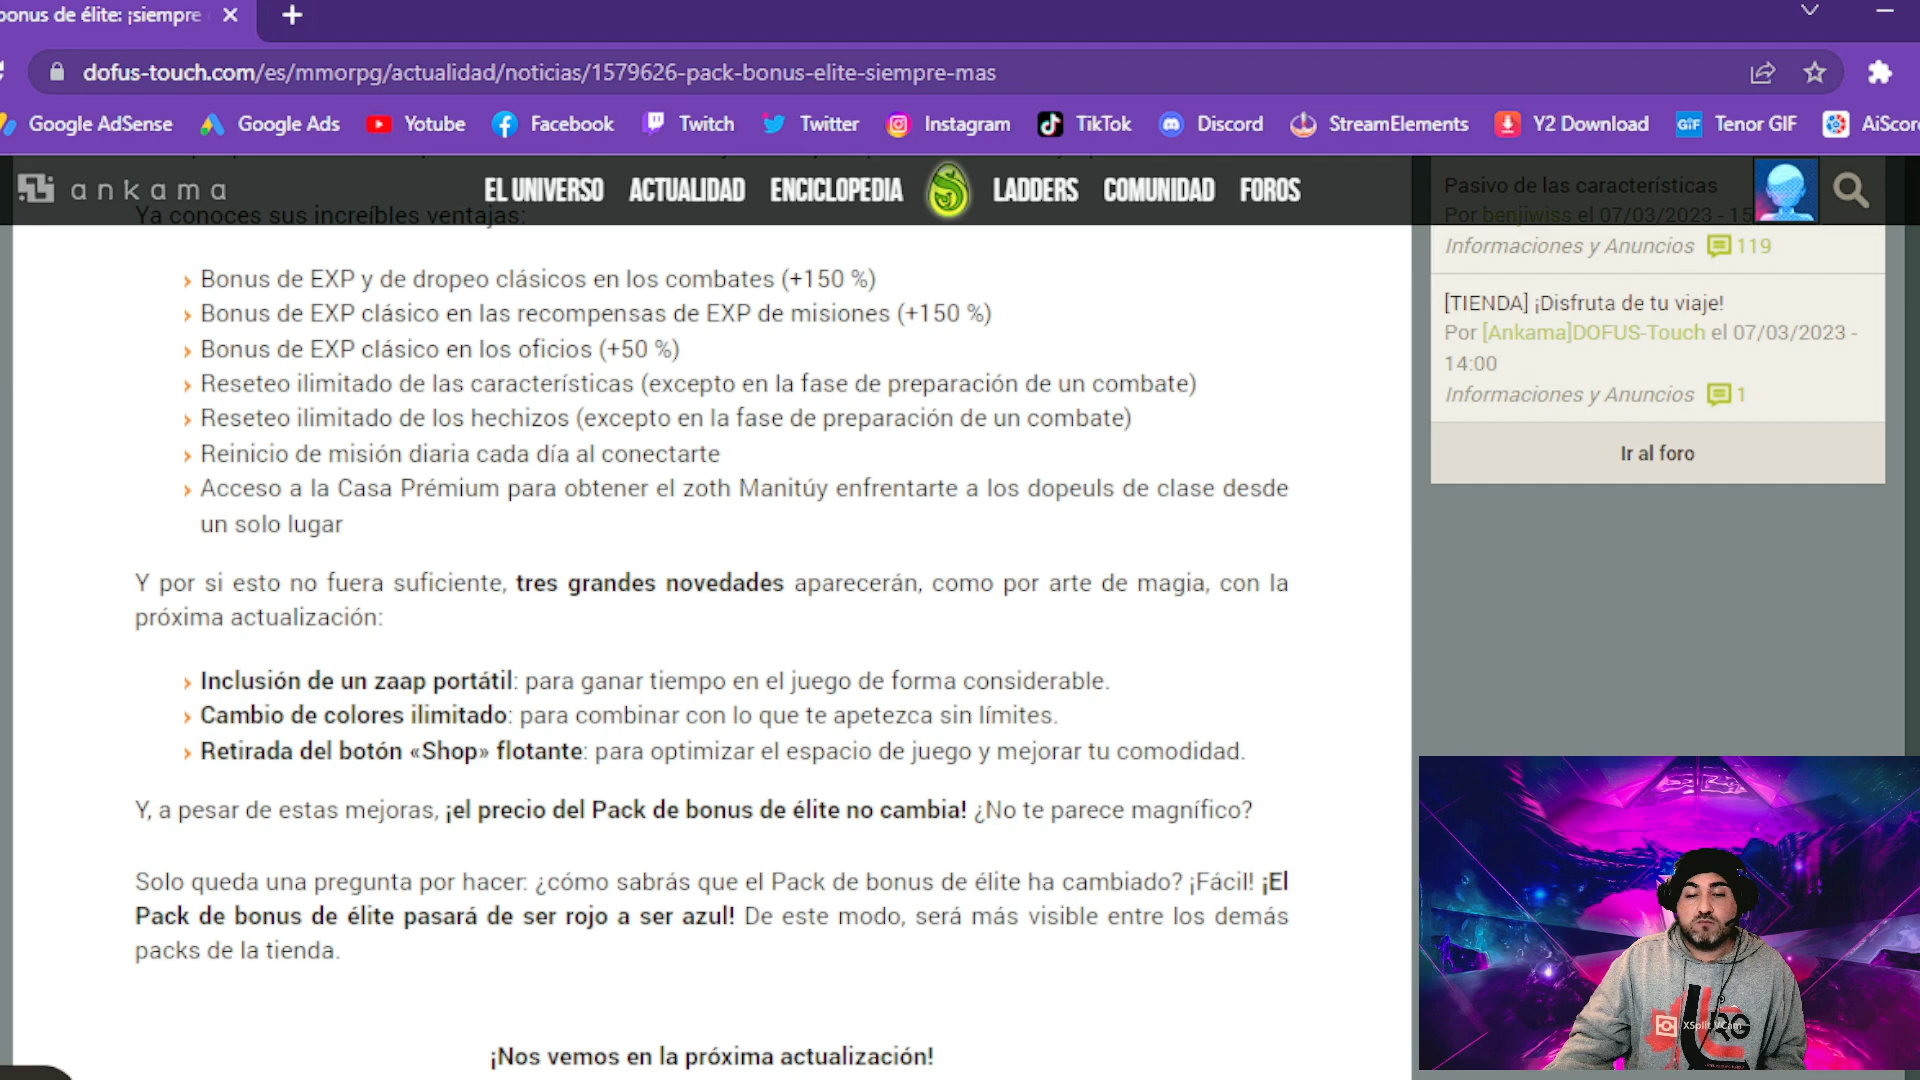 bonus de élite: ¡siempre
dofus-touch.com/es/mmorpg/actualidad/noticias/1579626-pack-bonus-elite-siempre-mas
Google AdSense Google Ads Yotube Facebook Twitch Twitter Instagram TikTok Discord StreamElements Y2 Download GIF Tenor GIF AiScore
ankama EL UNIVERSO ACTUALIDAD ENCICLOPEDIA LADDERS COMUNIDAD FOROS
Ya conoces sus increíbles ventajas:
Bonus de EXP y de dropeo clásicos en los combates (+150 %)
Bonus de EXP clásico en las recompensas de EXP de misiones (+150 %)
Bonus de EXP clásico en los oficios (+50 %)
Reseteo ilimitado de las características (excepto en la fase de preparación de un combate)
Reseteo ilimitado de los hechizos (excepto en la fase de preparación de un combate)
Reinicio de misión diaria cada día al conectarte
Acceso a la Casa Prémium para obtener el zoth Manitúy enfrentarte a los dopeuls de clase desde
un solo lugar
Y por si esto no fuera suficiente, tres grandes novedades aparecerán, como por arte de magia, con la
próxima actualización:
Inclusión de un zaap portátil: para ganar tiempo en el juego de forma considerable.
Cambio de colores ilimitado: para combinar con lo que te apetezca sin límites.
Retirada del botón «Shop» flotante: para optimizar el espacio de juego y mejorar tu comodidad.
Y, a pesar de estas mejoras, ¡el precio del Pack de bonus de élite no cambia! ¿No te parece magnífico?
Solo queda una pregunta por hacer: ¿cómo sabrás que el Pack de bonus de élite ha cambiado? ¡Fácil! ¡El
Pack de bonus de élite pasará de ser rojo a ser azul! De este modo, será más visible entre los demás
packs de la tienda.
¡Nos vemos en la próxima actualización!
Pasivo de las características
Por benjiwiss el 07/03/2023 - 15
Informaciones y Anuncios 119
[TIENDA] ¡Disfruta de tu viaje!
Por [Ankama]DOFUS-Touch el 07/03/2023 -
14:00
Informaciones y Anuncios 1
Ir al foro
XSplit VCam